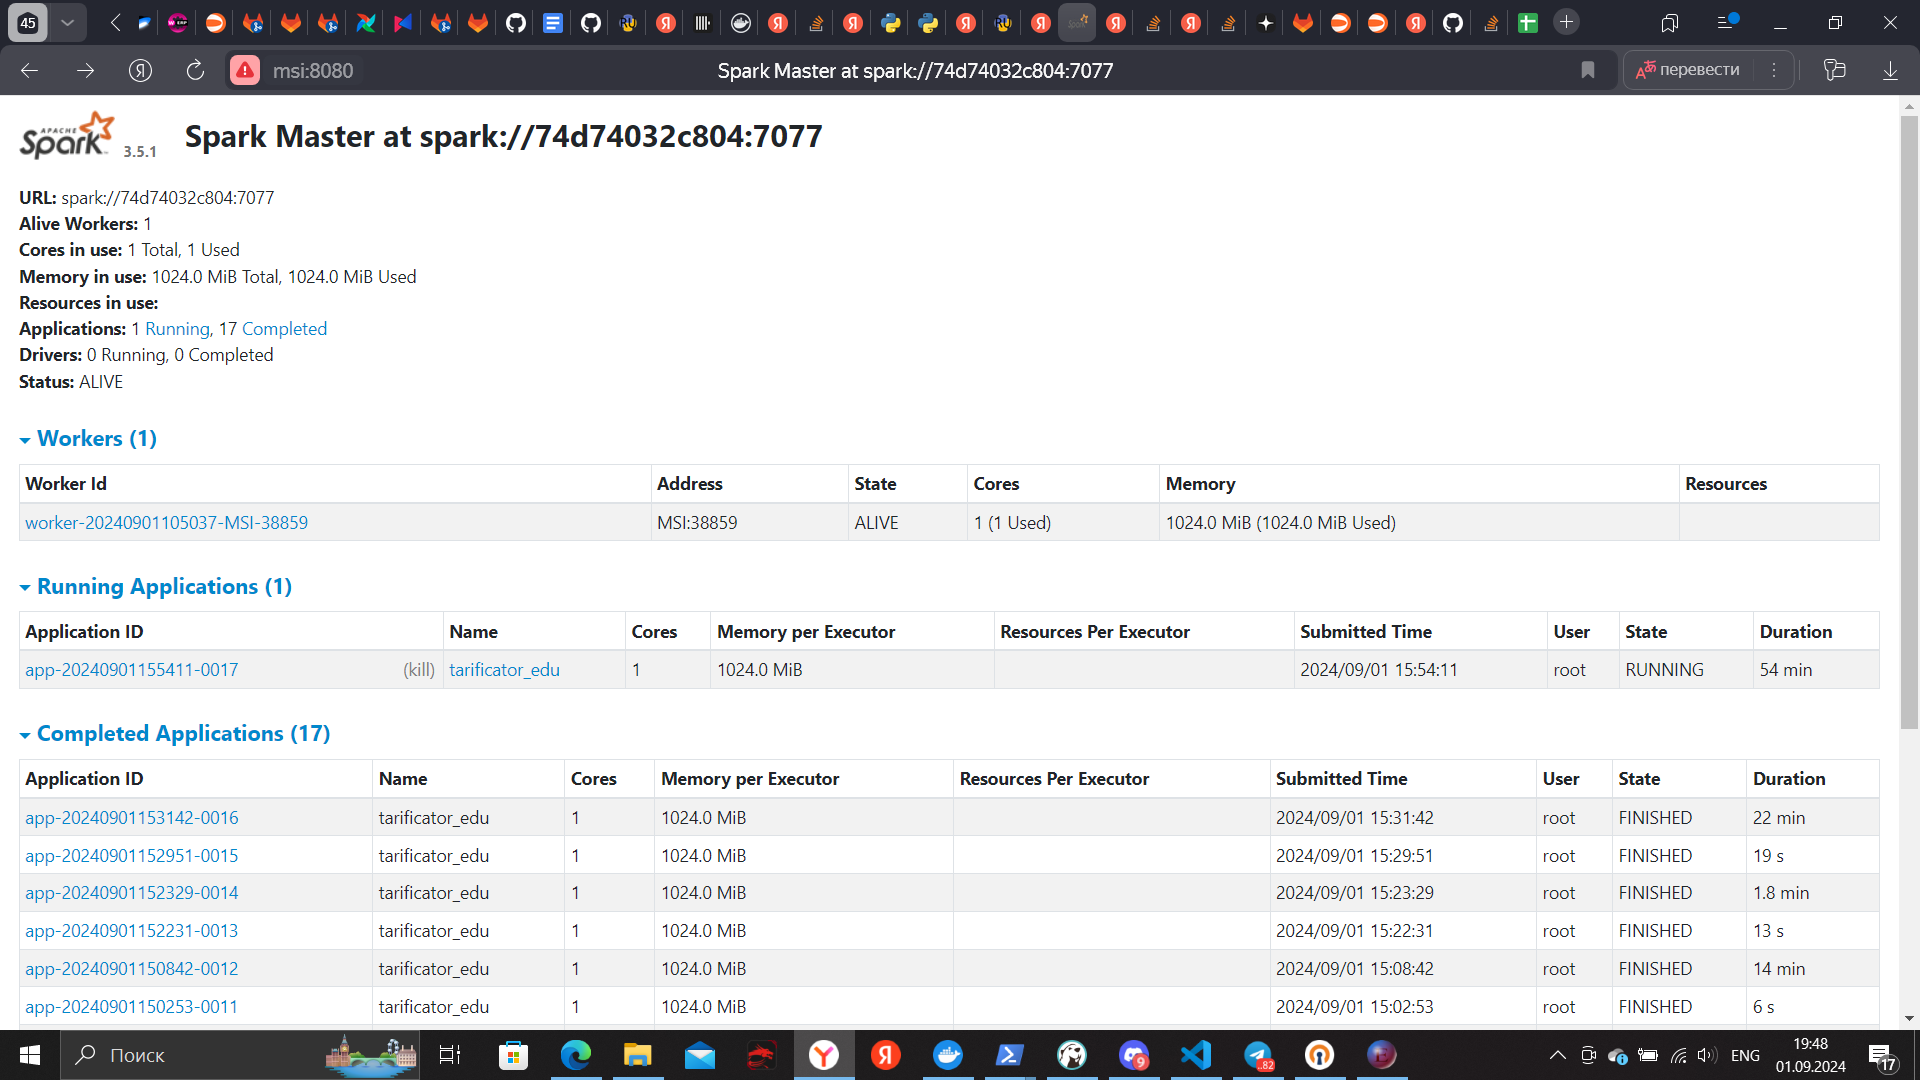 45
msi:8080
Spark Master at spark://74d74032c804:7077
перевести
APACHE
Spark
3.5.1
Spark Master at spark://74d74032c804:7077
URL: spark://74d74032c804:7077
Alive Workers: 1
Cores in use: 1 Total, 1 Used
Memory in use: 1024.0 MiB Total, 1024.0 MiB Used
Resources in use:
Applications: 1 Running, 17 Completed
Drivers: 0 Running, 0 Completed
Status: ALIVE
Workers (1)
Worker Id Address State Cores Memory Resources
worker-20240901105037-MSI-38859 MSI:38859 ALIVE 1 (1 Used) 1024.0 MiB (1024.0 MiB Used)
Running Applications (1)
Application ID Name Cores Memory per Executor Resources Per Executor Submitted Time User State Duration
app-20240901155411-0017 (kill) tarificator_edu 1 1024.0 MiB 2024/09/01 15:54:11 root RUNNING 54 min
Completed Applications (17)
Application ID Name Cores Memory per Executor Resources Per Executor Submitted Time User State Duration
app-20240901153142-0016 tarificator_edu 1 1024.0 MiB 2024/09/01 15:31:42 root FINISHED 22 min
app-20240901152951-0015 tarificator_edu 1 1024.0 MiB 2024/09/01 15:29:51 root FINISHED 19 s
app-20240901152329-0014 tarificator_edu 1 1024.0 MiB 2024/09/01 15:23:29 root FINISHED 1.8 min
app-20240901152231-0013 tarificator_edu 1 1024.0 MiB 2024/09/01 15:22:31 root FINISHED 13 s
app-20240901150842-0012 tarificator_edu 1 1024.0 MiB 2024/09/01 15:08:42 root FINISHED 14 min
app-20240901150253-0011 tarificator_edu 1 1024.0 MiB 2024/09/01 15:02:53 root FINISHED 6 s
Поиск
9
82
ENG
19:48
01.09.2024
17